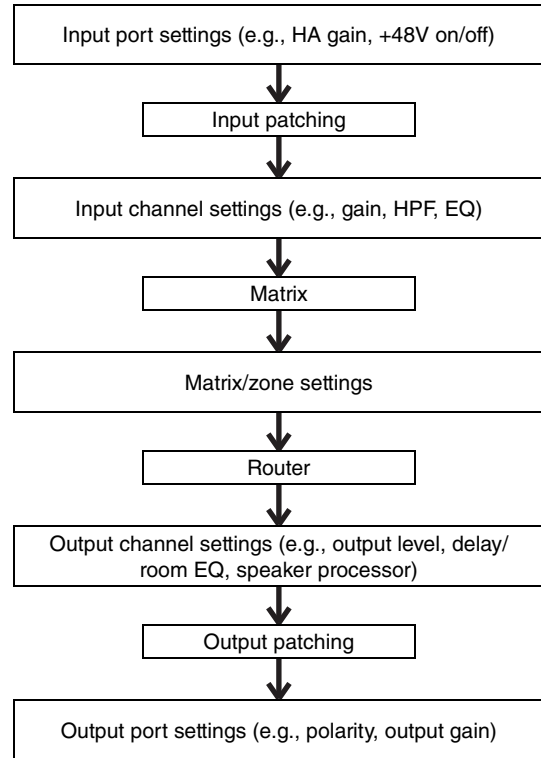 Input port settings (e.g., HA gain, +48V on/off)
Input patching
Input channel settings (e.g., gain, HPF, EQ)
Matrix
Matrix/zone settings
Router
Output channel settings (e.g., output level, delay/
room EQ, speaker processor)
Output patching
Output port settings (e.g., polarity, output gain)